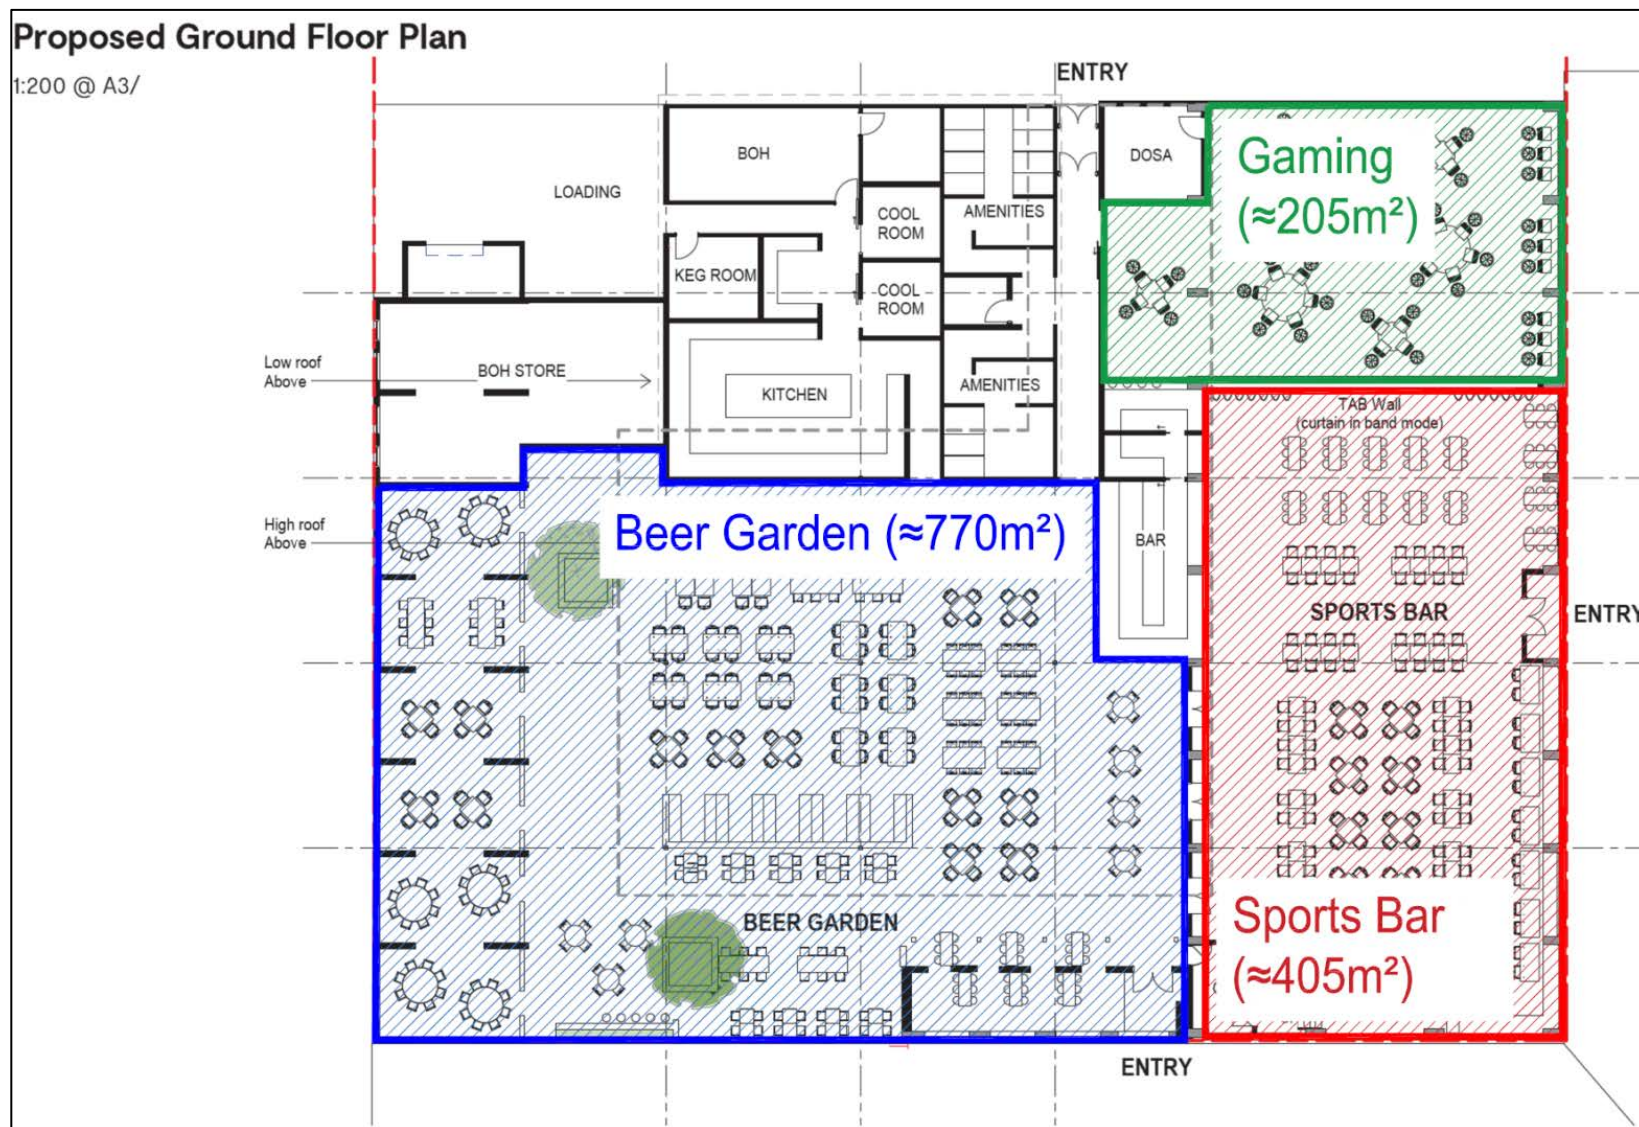 Proposed Ground Floor Plan
1:200 @ A3/
ENTRY
BOH
DOSA
Gaming
(≈205m²)
LOADING
COOL
ROOM
AMENITIES
KEG ROOM
COOL
ROOM
Low roof
Above
BOH STORE
KITCHEN
AMENITIES
TAB Wall
(curtain in band mode)
High roof
Above
Beer Garden (≈770m²)
BAR
SPORTS BAR
ENTRY
BEER GARDEN
Sports Bar
(≈405m²)
ENTRY